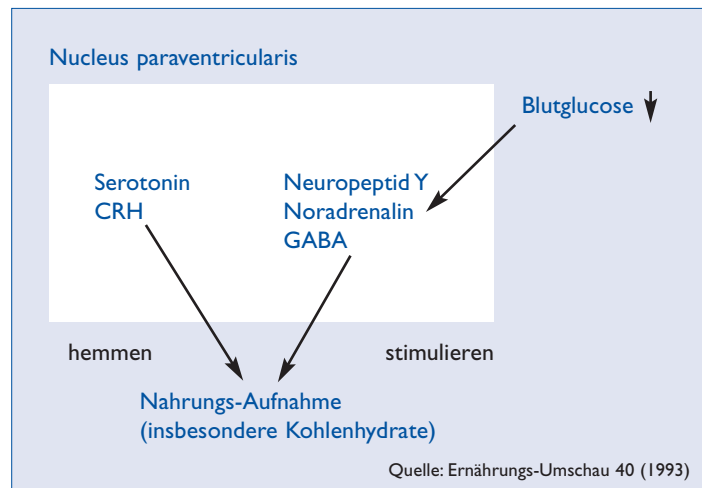 Nucleus paraventricularis
Blutglucose
Serotonin
CRH
Neuropeptid Y
Noradrenalin
GABA
hemmen
stimulieren
Nahrungs-Aufnahme
(insbesondere Kohlenhydrate)
Quelle: Ernährungs-Umschau 40 (1993)